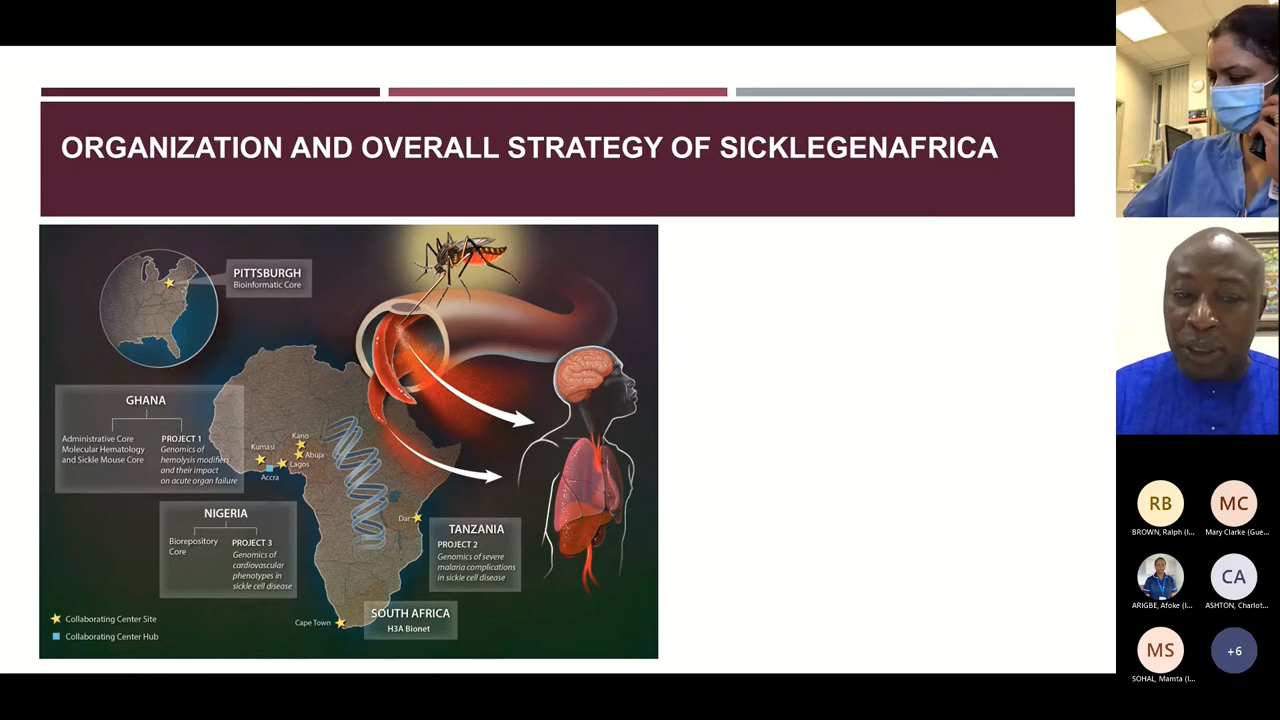 ORGANIZATION AND OVERALL STRATEGY OF SICKLEGENAFRICA
PITTSBURGH
Bioinformatic Core
GHANA
Administrative Core
Molecular Hematology
and Sickle Mouse Core
PROJECT 1
Genomics of
hemolysis modifiers
and their impact
on acute organ failure
Kano
Kumasi
Abuja
Lagos
Accra
NIGERIA
Biorepository
Core
PROJECT 3
Genomics of
cardiovascular
phenotypes in
sickle cell disease
Dar
TANZANIA
PROJECT 2
Genomics of severe
malaria complications
in sickle cell disease
SOUTH AFRICA
H3A Bionet
Cape Town
Collaborating Center Site
Collaborating Center Hub
RB
BROWN, Ralph (I...
MC
Mary Clarke (Gue...
ARIGBE, Afoke (I...
CA
ASHTON, Charlot...
MS
SOHAL, Mamta (I...
+6